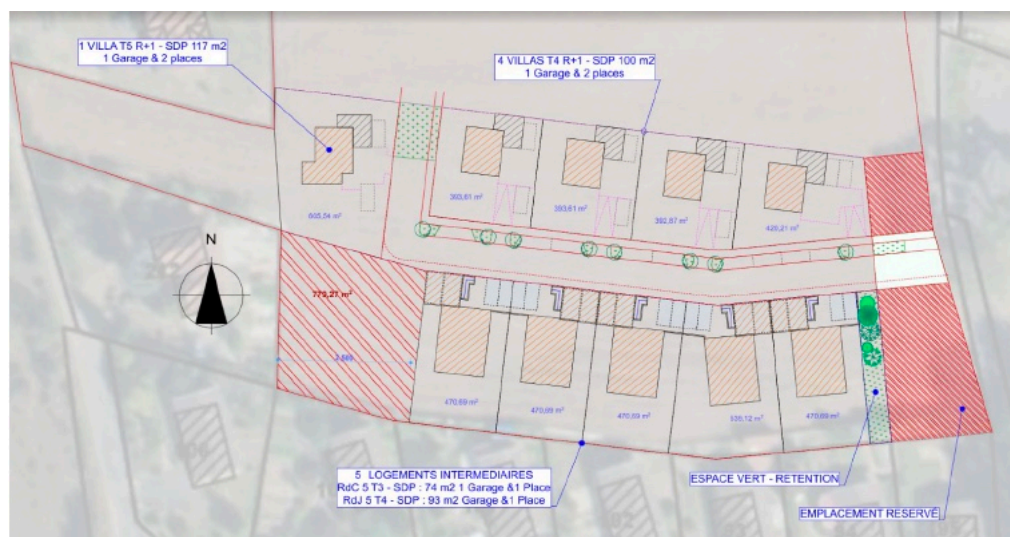 1 VILLA T5 R+1 - SDP 117 m2
1 Garage & 2 places
4 VILLAS T4 R+1 - SDP 100 m2
1 Garage & 2 places
605,54 m²
393,61 m²
393,61 m²
392,87 m²
420,21 m²
N
773,27 m²
470,69 m²
470,69 m²
470,69 m²
470,69 m²
5 LOGEMENTS INTERMEDIAIRES
RdC 5 T3 - SDP : 74 m2 1 Garage &1 Place
RdJ 5 T4 - SDP : 93 m2 Garage &1 Place
ESPACE VERT - RETENTION
EMPLACEMENT RESERVÉ